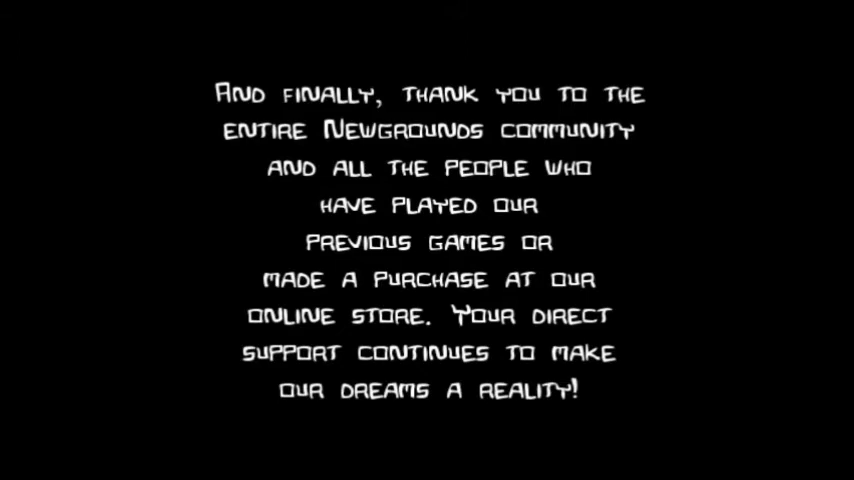 And finally, thank you to the
entire Newgrounds community
and all the people who
have played our
previous games or
made a purchase at our
online store. Your direct
support continues to make
our dreams a reality!